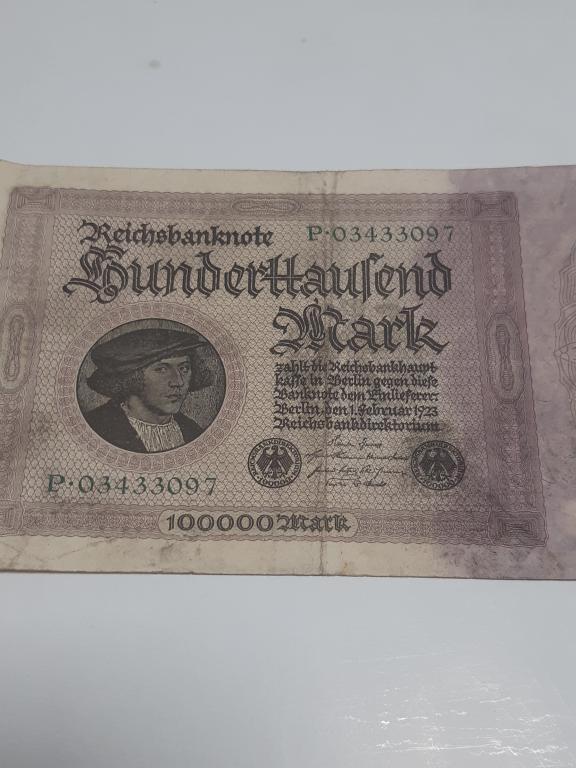 Reichsbanknote P·03433097
Hunderttausend
Mark
zahlt die Reichsbankhaupt-
kasse in Berlin gegen diese
Banknote dem Einlieferer.
Berlin, den 1. Februar 1923
Reichsbankdirektorium
P·03433097
100000 Mark